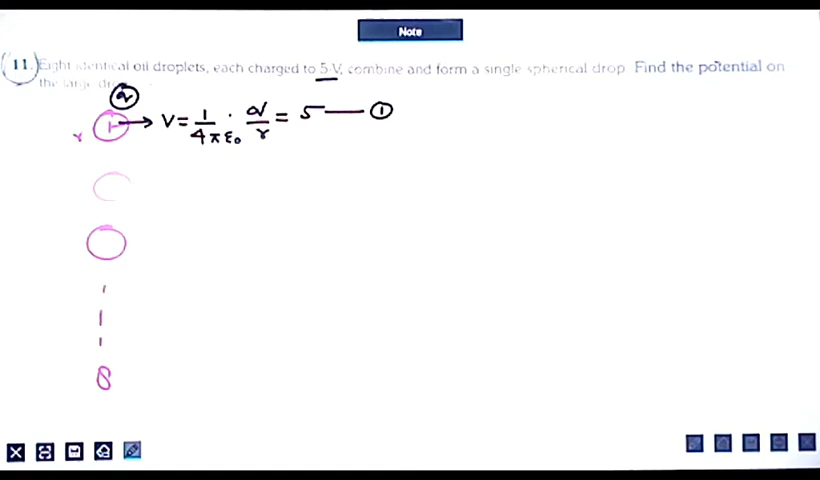 Note
11. Eight identical oil droplets, each charged to 5 V, combine and form a single spherical drop. Find the potential on
the large drop
q
r 1 → V = 1/4πε₀ · q/r = 5 — ①
8